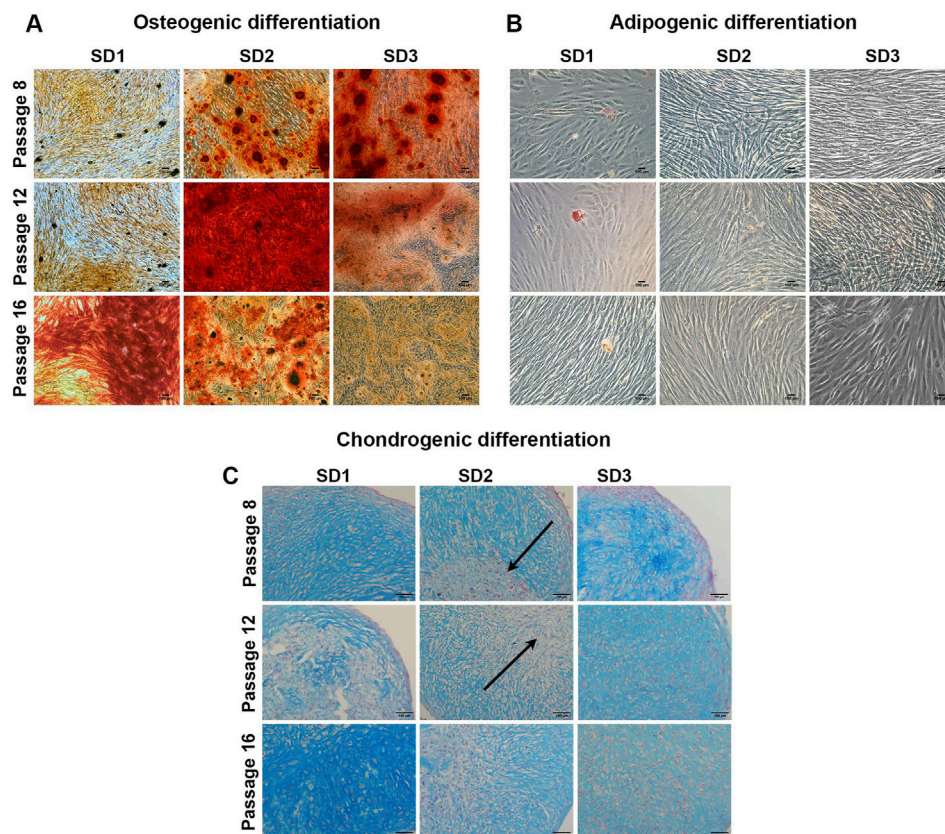 A Osteogenic differentiation
SD1 SD2 SD3
Passage 8
Passage 12
Passage 16
B Adipogenic differentiation
SD1 SD2 SD3
Chondrogenic differentiation
C SD1 SD2 SD3
Passage 8
Passage 12
Passage 16